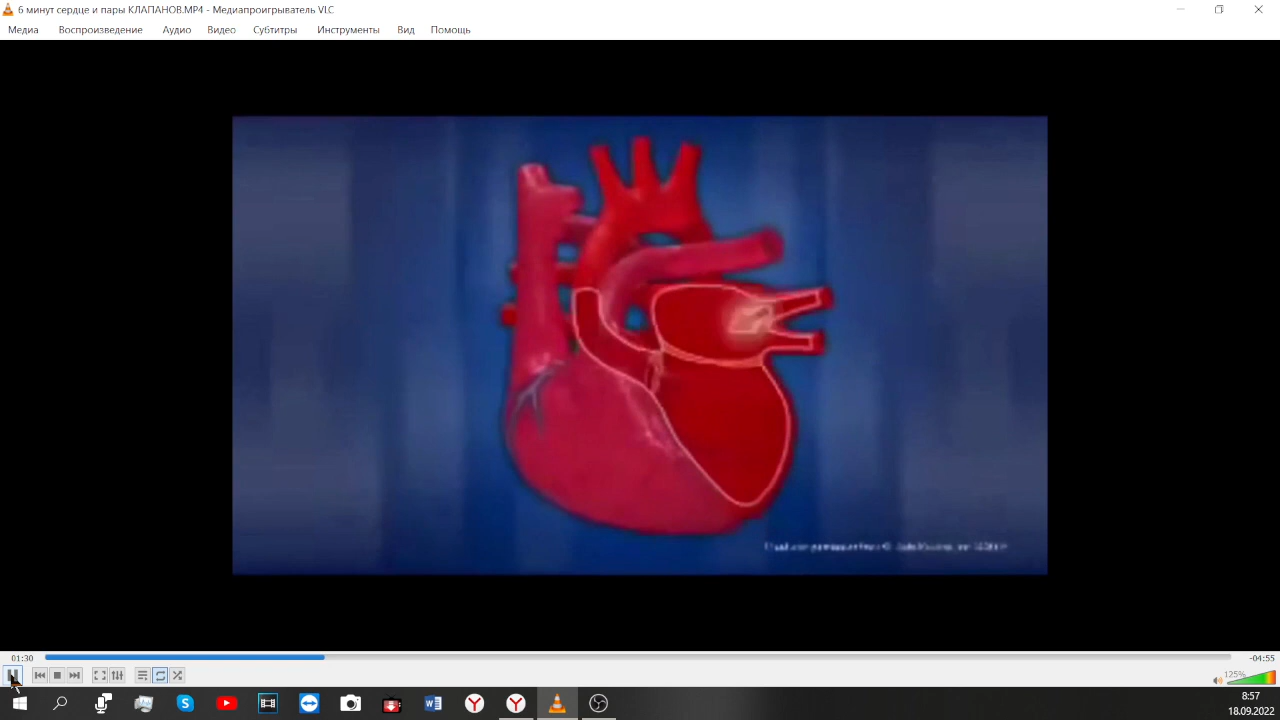 6 минут сердце и пары КЛАПАНОВ.MP4 - Медиапроигрыватель VLC
Медиа Воспроизведение Аудио Видео Субтитры Инструменты Вид Помощь
01:30
-04:55
125%
8:57
18.09.2022